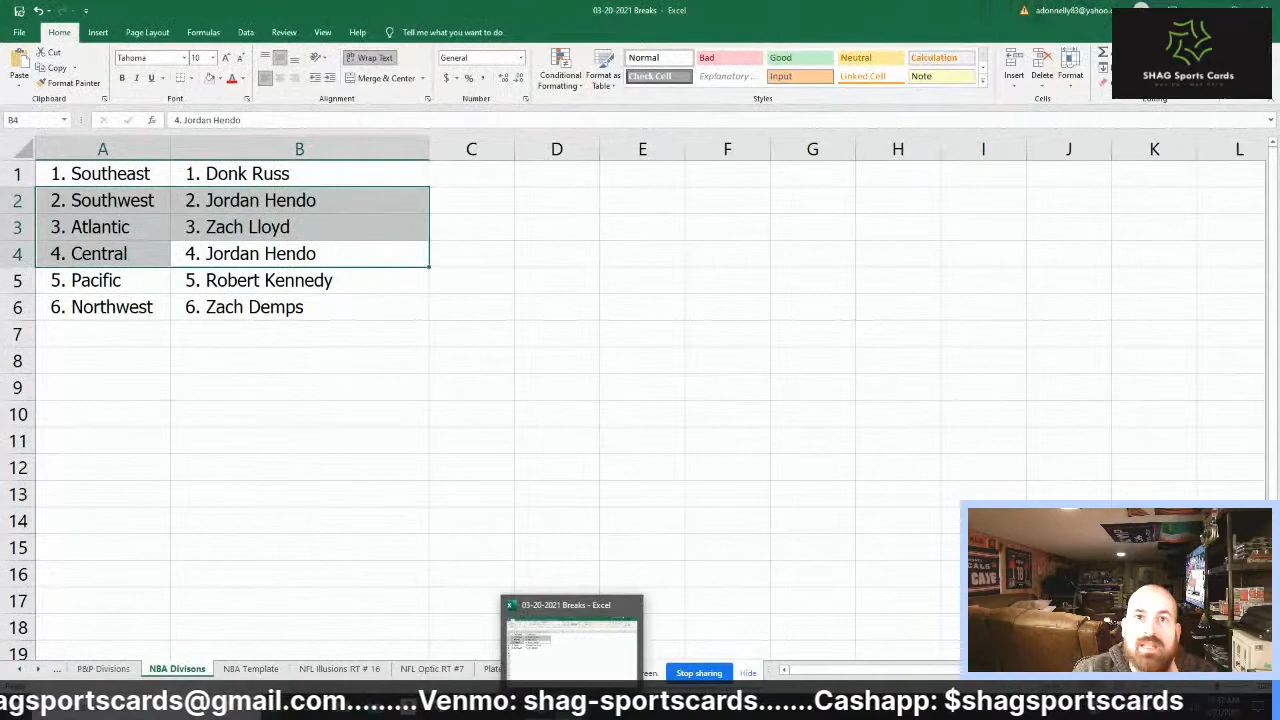 03-20-2021 Breaks - Excel
adonnelly83@yahoo.c
File Home Insert Page Layout Formulas Data Review View Help Tell me what you want to do
Paste Cut Copy Format Painter Clipboard
Tahoma 10 B I U A Font
Wrap Text Merge & Center Alignment
General $ % Number
Conditional Formatting Format as Table
Normal Bad Good Neutral Calculation
Check Cell Explanatory ... Input Linked Cell Note
Styles
Insert Delete Format Cells
Editing
SHAG Sports Cards
B4 fx 4. Jordan Hendo
A B C D E F G H I J K L
1 1. Southeast 1. Donk Russ
2 2. Southwest 2. Jordan Hendo
3 3. Atlantic 3. Zach Lloyd
4 4. Central 4. Jordan Hendo
5 5. Pacific 5. Robert Kennedy
6 6. Northwest 6. Zach Demps
7
8
9
10
11
12
13
14
15
16
17
18
19
03-20-2021 Breaks - Excel
... P&P Divisions NBA Divisons NBA Template NFL Illusions RT # 16 NFL Optic RT #7 Plate
een. Stop sharing Hide
agsportscards@gmail.com........Venmo: shag-sportscards.......Cashapp: $shagsportscards